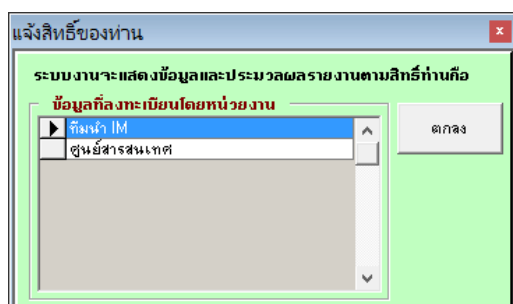 แจ้งสิทธิ์ของท่าน
x
ระบบงานจะแสดงข้อมูลและประมวลผลรายงานตามสิทธิ์ท่านคือ
ข้อมูลที่ลงทะเบียนโดยหน่วยงาน
ทีมนำ IM
ตกลง
ศูนย์สารสนเทศ